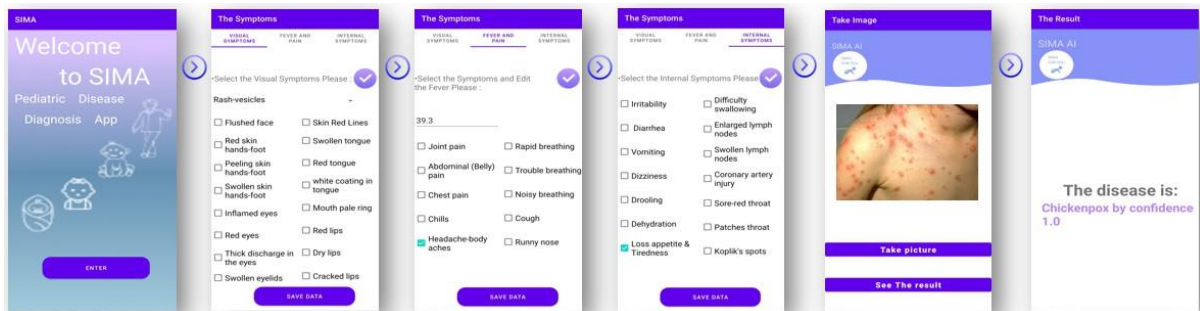 SIMA
Welcome
to SIMA
Pediatric Disease
Diagnosis App
ENTER
The Symptoms
VISUAL SYMPTOMS
FEVER AND PAIN
INTERNAL SYMPTOMS
•Select the Visual Symptoms Please :
Rash-vesicles
Flushed face
Skin Red Lines
Red skin hands-foot
Swollen tongue
Peeling skin hands-foot
Red tongue
Swollen skin hands-foot
white coating in tongue
Inflamed eyes
Mouth pale ring
Red eyes
Red lips
Thick discharge in the eyes
Dry lips
Swollen eyelids
Cracked lips
SAVE DATA
The Symptoms
VISUAL SYMPTOMS
FEVER AND PAIN
INTERNAL SYMPTOMS
•Select the Symptoms and Edit
the Fever Please :
39.3
Joint pain
Rapid breathing
Abdominal (Belly) pain
Trouble breathing
Chest pain
Noisy breathing
Chills
Cough
Headache-body aches
Runny nose
SAVE DATA
The Symptoms
VISUAL SYMPTOMS
FEVER AND PAIN
INTERNAL SYMPTOMS
•Select the Internal Symptoms Please
Irritability
Difficulty swallowing
Diarrhea
Enlarged lymph nodes
Vomiting
Swollen lymph nodes
Dizziness
Coronary artery injury
Drooling
Sore-red throat
Dehydration
Patches throat
Loss appetite & Tiredness
Koplik's spots
SAVE DATA
Take Image
SIMA AI
Take picture
See The result
The Result
SIMA AI
The disease is:
Chickenpox by confidence
1.0